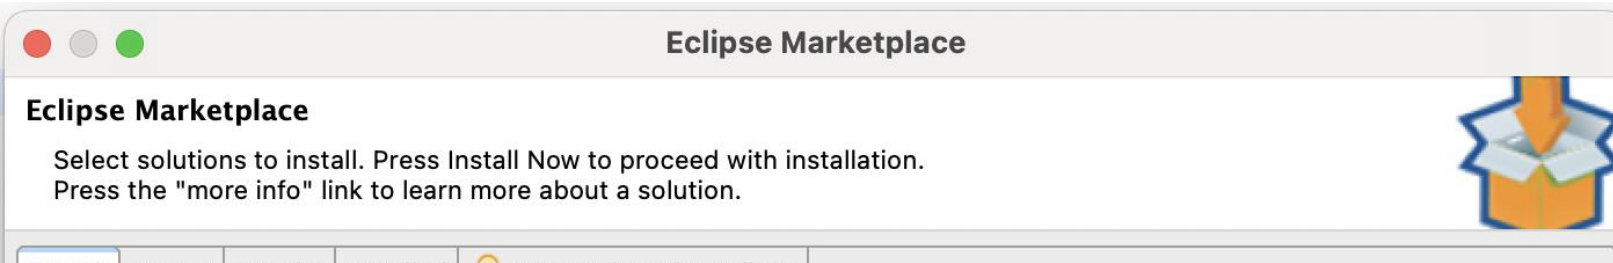 Eclipse Marketplace
Eclipse Marketplace
Select solutions to install. Press Install Now to proceed with installation.
Press the "more info" link to learn more about a solution.